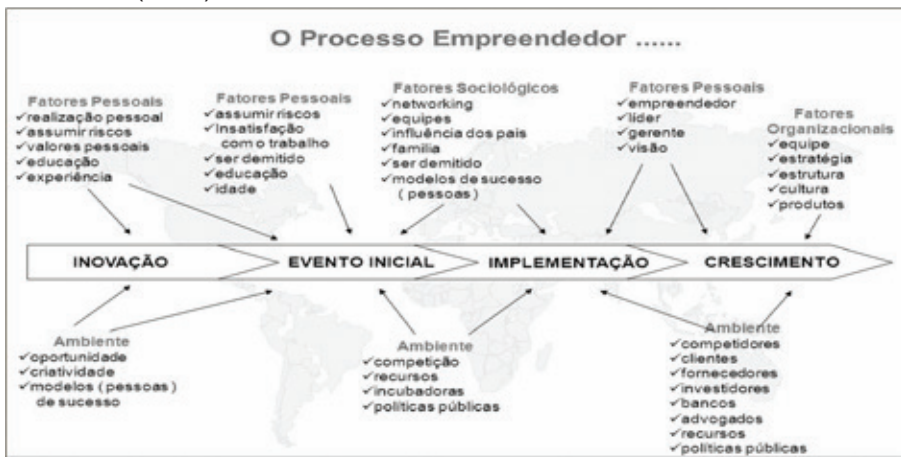 O Processo Empreendedor ......
Fatores Pessoais
✓realização pessoal
✓assumir riscos
✓valores pessoais
✓educação
✓experiência
Fatores Pessoais
✓assumir riscos
✓Insatisfação
com o trabalho
✓ser demitido
✓educação
✓idade
Fatores Sociológicos
✓networking
✓equipes
✓influência dos pais
✓família
✓ser demitido
✓modelos de sucesso
( pessoas )
Fatores Pessoais
✓empreendedor
✓líder
✓gerente
✓visão
Fatores
Organizacionais
✓equipe
✓estratégia
✓estrutura
✓cultura
✓produtos
INOVAÇÃO
EVENTO INICIAL
IMPLEMENTAÇÃO
CRESCIMENTO
Ambiente
✓oportunidade
✓criatividade
✓modelos ( pessoas )
de sucesso
Ambiente
✓competição
✓recursos
✓incubadoras
✓políticas públicas
Ambiente
✓competidores
✓clientes
✓fornecedores
✓investidores
✓bancos
✓advogados
✓recursos
✓políticas públicas